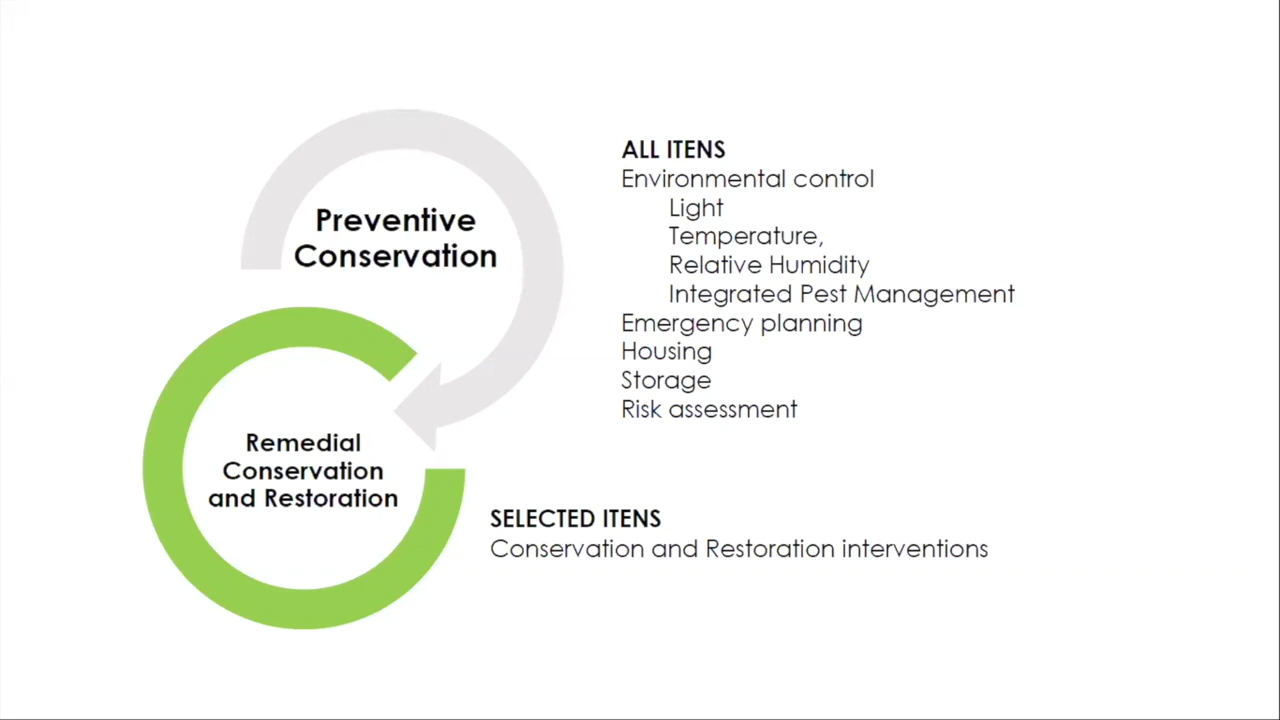 Preventive
Conservation
ALL ITENS
Environmental control
Light
Temperature,
Relative Humidity
Integrated Pest Management
Emergency planning
Housing
Storage
Risk assessment
Remedial
Conservation
and Restoration
SELECTED ITENS
Conservation and Restoration interventions